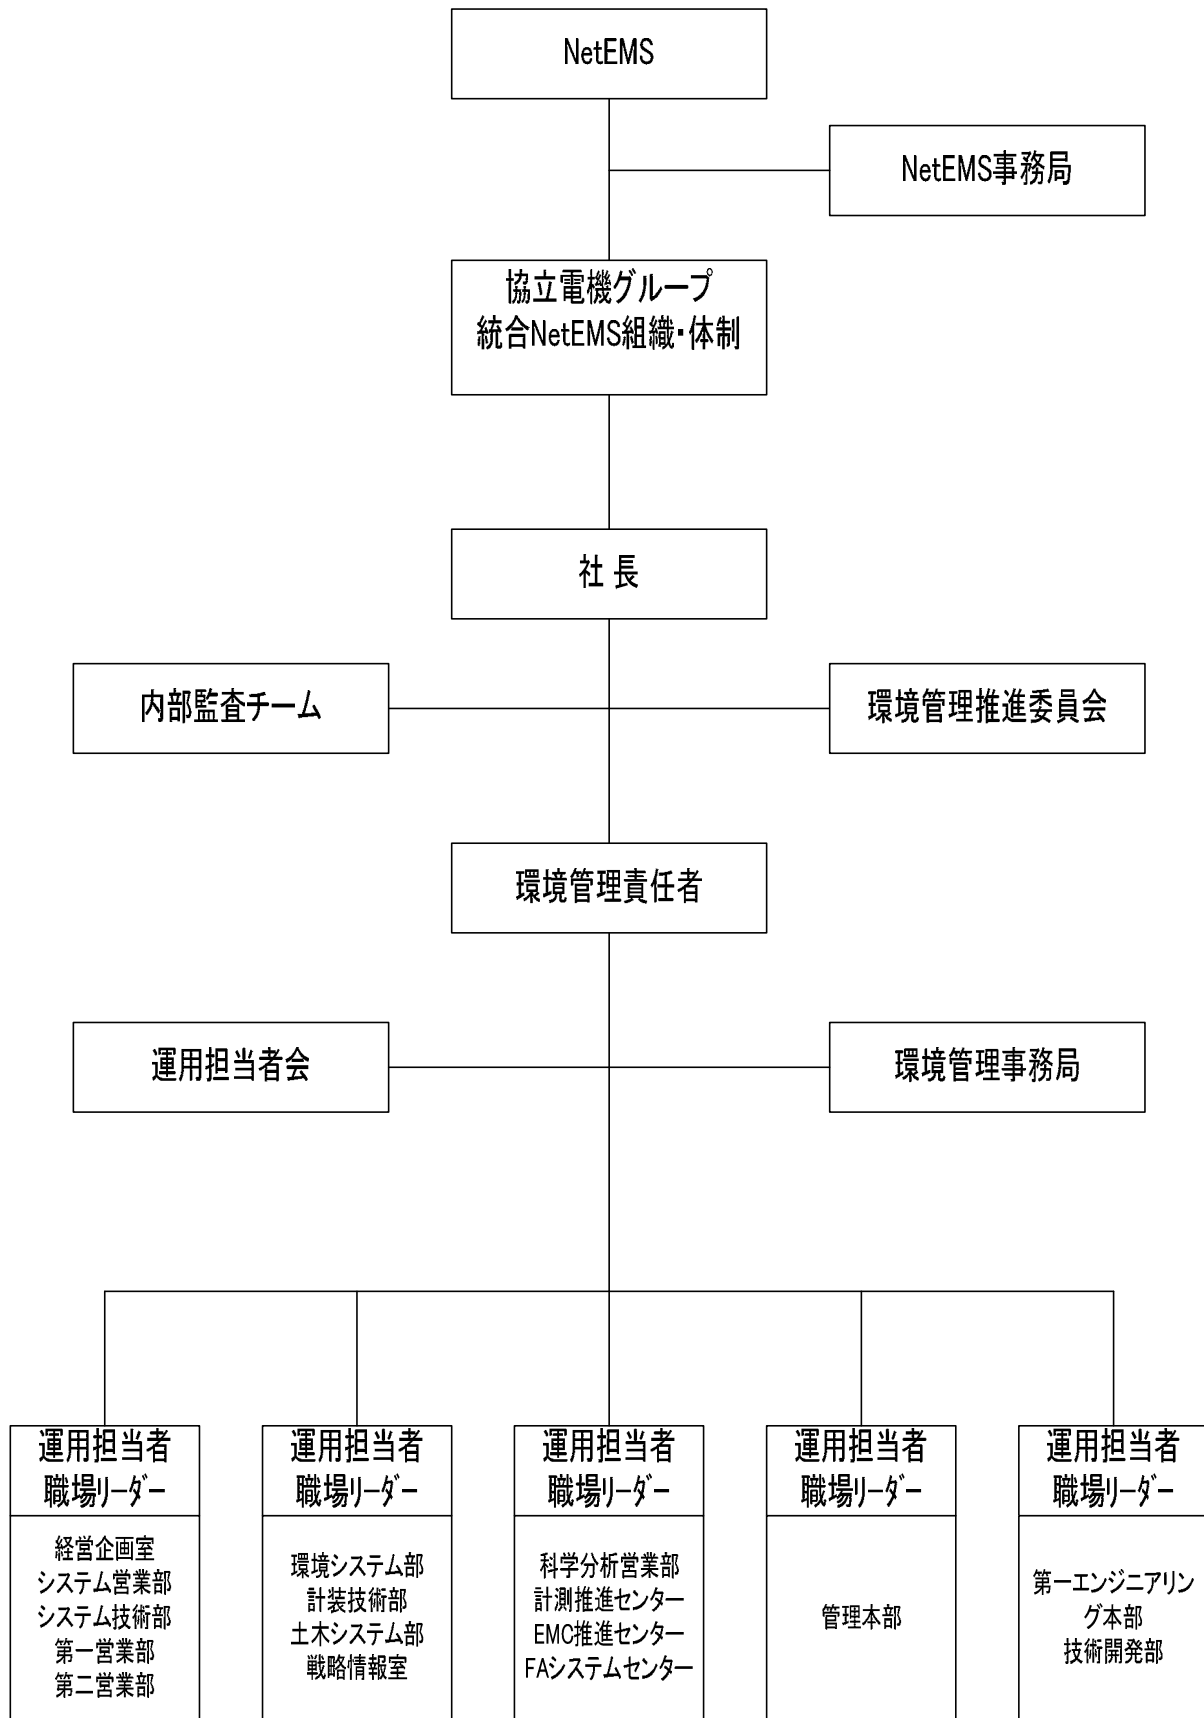 NetEMS
NetEMS事務局
協立電機グループ
統合NetEMS組織・体制
社 長
内部監査チーム
環境管理推進委員会
環境管理責任者
運用担当者会
環境管理事務局
運用担当者
職場リーダー
経営企画室
システム営業部
システム技術部
第一営業部
第二営業部
運用担当者
職場リーダー
環境システム部
計装技術部
土木システム部
戦略情報室
運用担当者
職場リーダー
科学分析営業部
計測推進センター
EMC推進センター
FAシステムセンター
運用担当者
職場リーダー
管理本部
運用担当者
職場リーダー
第一エンジニアリン
グ本部
技術開発部